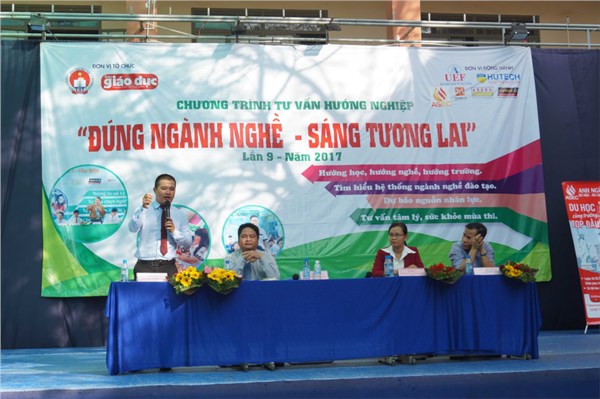 ĐƠN VỊ TỔ CHỨC
giáo dục
ĐƠN VỊ ĐỒNG HÀNH
UEF
HUTECH
CHƯƠNG TRÌNH TƯ VẤN HƯỚNG NGHIỆP
"ĐÚNG NGÀNH NGHỀ - SÁNG TƯƠNG LAI"
Lần 9 - Năm 2017
Hướng học, hướng nghề, hướng trường.
Tìm hiểu hệ thống ngành nghề đào tạo.
Dự báo nguồn nhân lực.
Tư vấn tâm lý, sức khỏe mùa thi.
ANH NG
DU HỌC